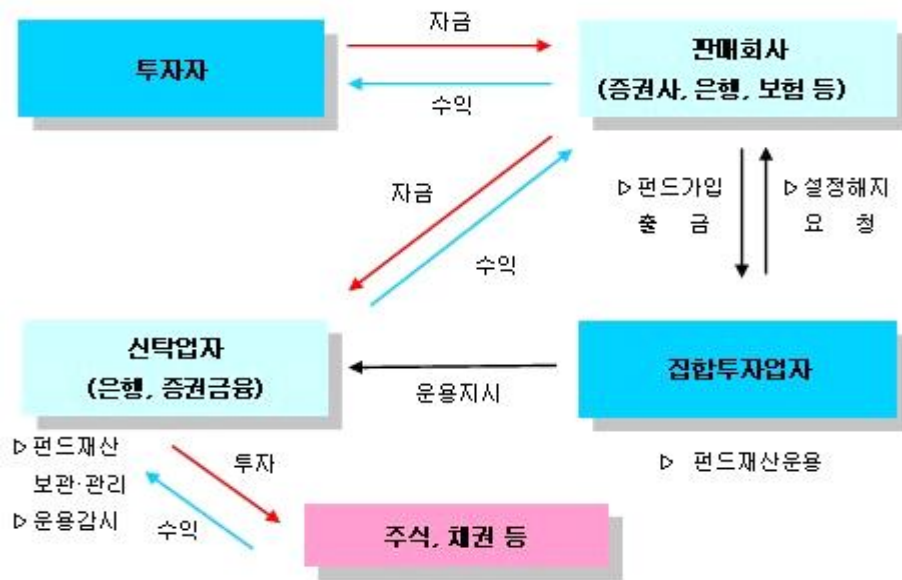 자금
투자자
판매회사
(증권사, 은행, 보험 등)
수익
자금
▷펀드가입
출 금
▷설정해지
요 청
수익
신탁업자
(은행, 증권금융)
운용지시
집합투자업자
▷펀드재산
보관·관리
▷운용감시
투자
수익
▷ 펀드재산운용
주식, 채권 등